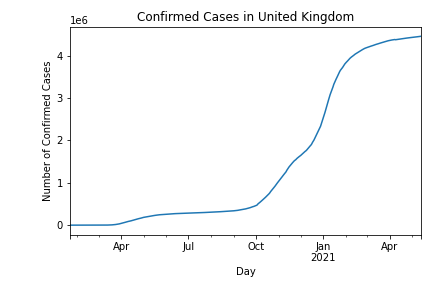 Confirmed Cases in United Kingdom
1e6
4
3
2
1
0
Number of Confirmed Cases
Apr
Jul
Oct
Jan
2021
Apr
Day